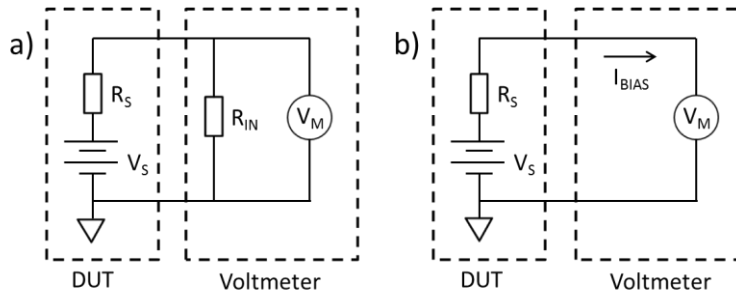 a)
R_S
V_S
R_IN
V_M
DUT
Voltmeter
b)
I_BIAS
R_S
V_S
V_M
DUT
Voltmeter